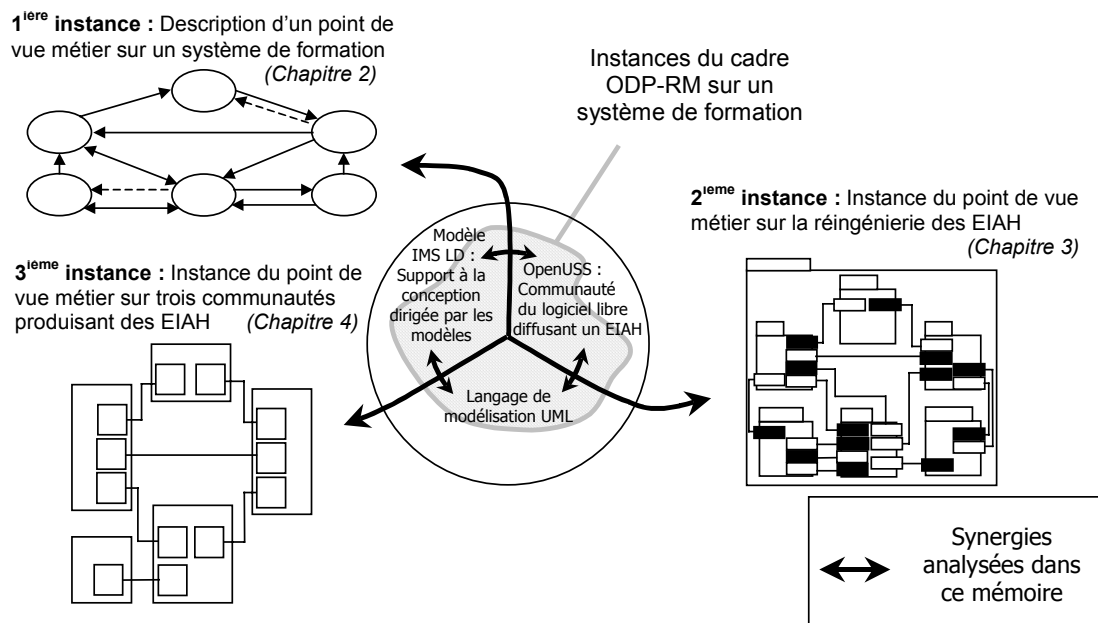 1ière instance : Description d'un point de
vue métier sur un système de formation
(Chapitre 2)
Instances du cadre
ODP-RM sur un
système de formation
2ieme instance : Instance du point de vue
métier sur la réingénierie des EIAH
(Chapitre 3)
3ieme instance : Instance du point de
vue métier sur trois communautés
produisant des EIAH (Chapitre 4)
Modèle
IMS LD :
Support à la
conception
dirigée par les
modèles
OpenUSS :
Communauté
du logiciel libre
diffusant un EIAH
Langage de
modélisation UML
Synergies
analysées dans
ce mémoire